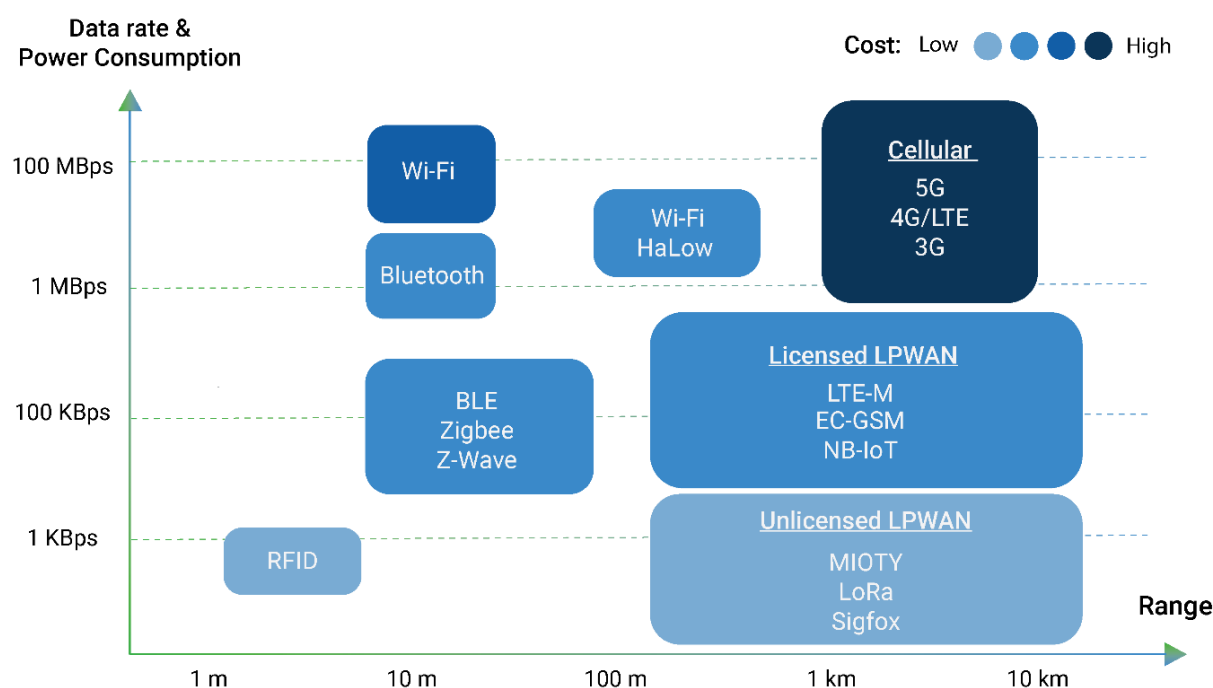 Data rate &
Power Consumption
Cost: Low High
100 MBps
1 MBps
100 KBps
1 KBps
Wi-Fi
Bluetooth
Wi-Fi
HaLow
Cellular
5G
4G/LTE
3G
BLE
Zigbee
Z-Wave
Licensed LPWAN
LTE-M
EC-GSM
NB-IoT
RFID
Unlicensed LPWAN
MIOTY
LoRa
Sigfox
Range
1 m
10 m
100 m
1 km
10 km